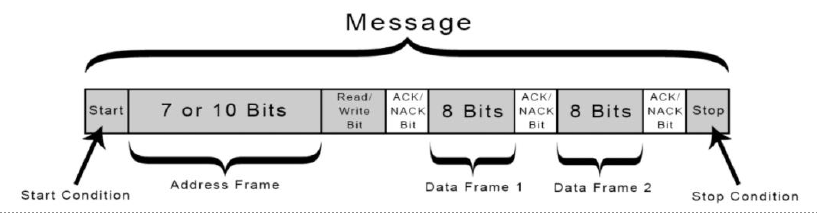 Message
Start
7 or 10 Bits
Read/
Write
Bit
ACK/
NACK
Bit
8 Bits
ACK/
NACK
Bit
8 Bits
ACK/
NACK
Bit
Stop
Start Condition
Address Frame
Data Frame 1
Data Frame 2
Stop Condition